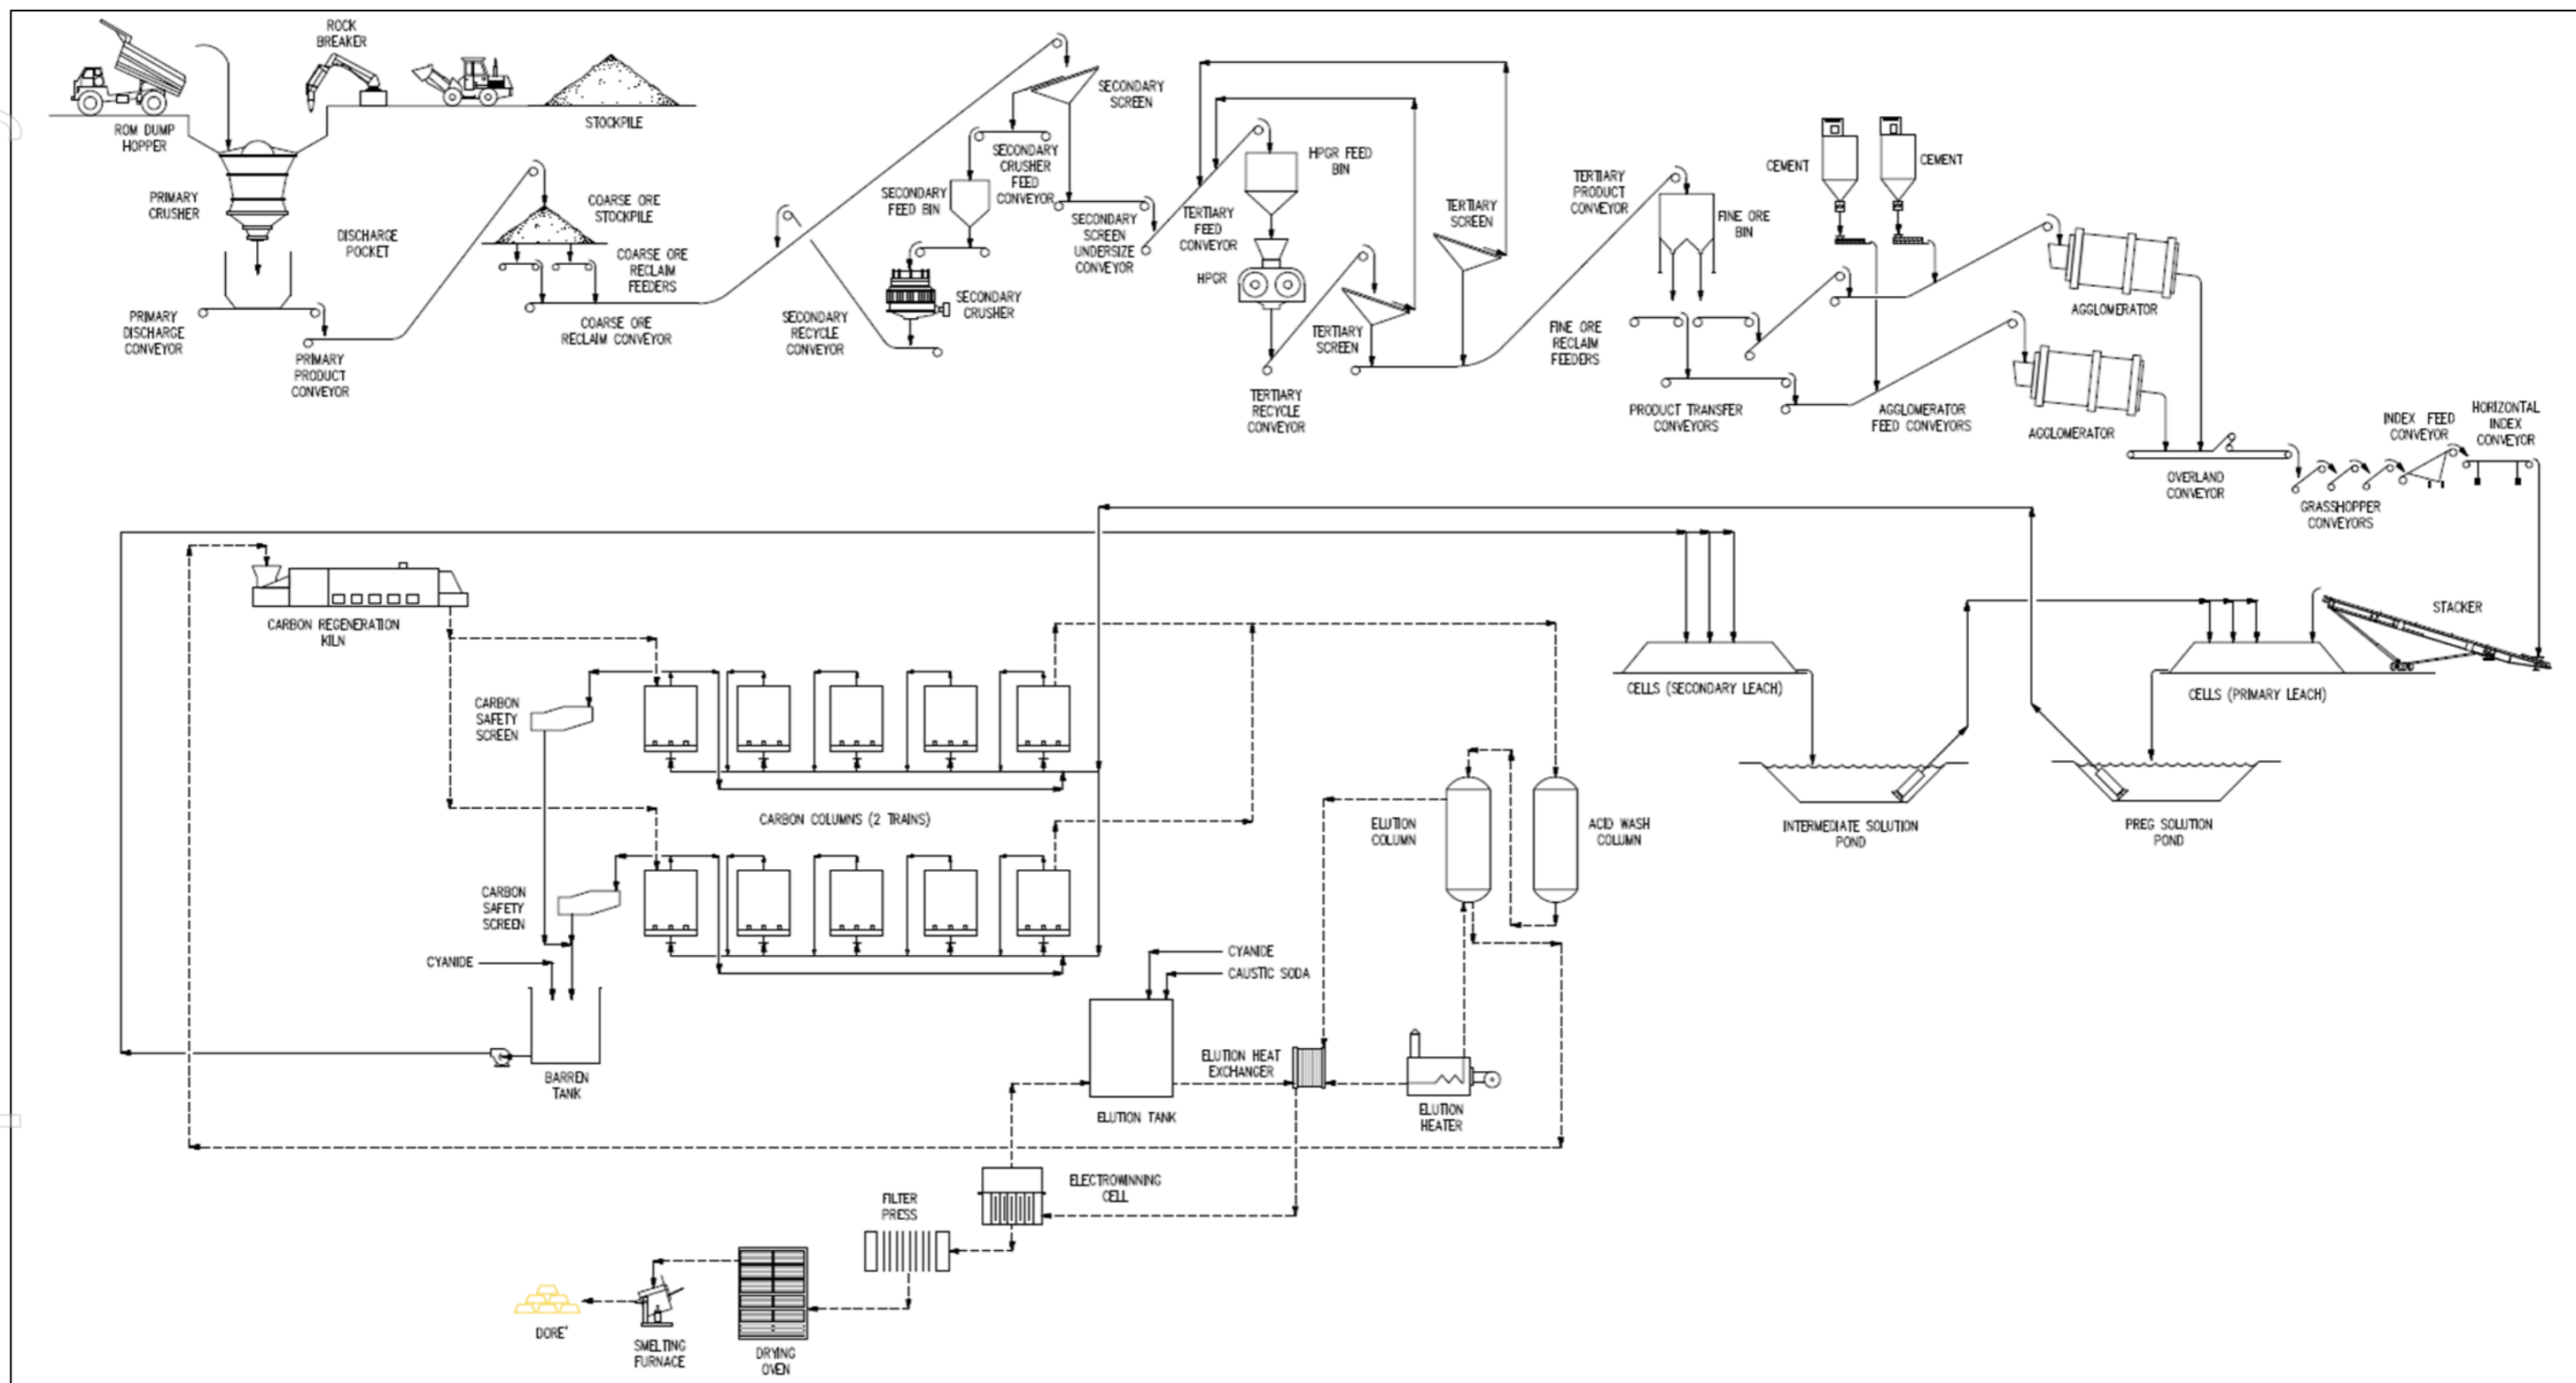 ROCK
BREAKER
ROM DUMP
HOPPER
STOCKPILE
PRIMARY
CRUSHER
DISCHARGE
POCKET
PRIMARY
DISCHARGE
CONVEYOR
PRIMARY
PRODUCT
CONVEYOR
COARSE ORE
STOCKPILE
COARSE ORE
RECLAIM
FEEDERS
COARSE ORE
RECLAIM CONVEYOR
SECONDARY
SCREEN
SECONDARY
CRUSHER
FEED
CONVEYOR
SECONDARY
FEED BIN
SECONDARY
CRUSHER
SECONDARY
RECYCLE
CONVEYOR
SECONDARY
SCREEN
UNDERSIZE
CONVEYOR
TERTIARY
FEED
CONVEYOR
HPGR FEED
BIN
HPGR
TERTIARY
RECYCLE
CONVEYOR
TERTIARY
SCREEN
TERTIARY
SCREEN
TERTIARY
PRODUCT
CONVEYOR
FINE ORE
BIN
FINE ORE
RECLAIM
FEEDERS
PRODUCT TRANSFER
CONVEYORS
CEMENT
CEMENT
AGGLOMERATOR
FEED CONVEYORS
AGGLOMERATOR
AGGLOMERATOR
OVERLAND
CONVEYOR
GRASSHOPPER
CONVEYORS
INDEX FEED
CONVEYOR
HORIZONTAL
INDEX
CONVEYOR
STACKER
CELLS (PRIMARY LEACH)
CELLS (SECONDARY LEACH)
INTERMEDIATE SOLUTION
POND
PREG SOLUTION
POND
CARBON REGENERATION
KILN
CARBON
SAFETY
SCREEN
CARBON COLUMNS (2 TRAINS)
CARBON
SAFETY
SCREEN
CYANIDE
BARREN
TANK
ELUTION
COLUMN
ACID WASH
COLUMN
CYANIDE
CAUSTIC SODA
ELUTION HEAT
EXCHANGER
ELUTION TANK
ELUTION
HEATER
ELECTROWINNING
CELL
FILTER
PRESS
DRYING
OVEN
SMELTING
FURNACE
DORE'